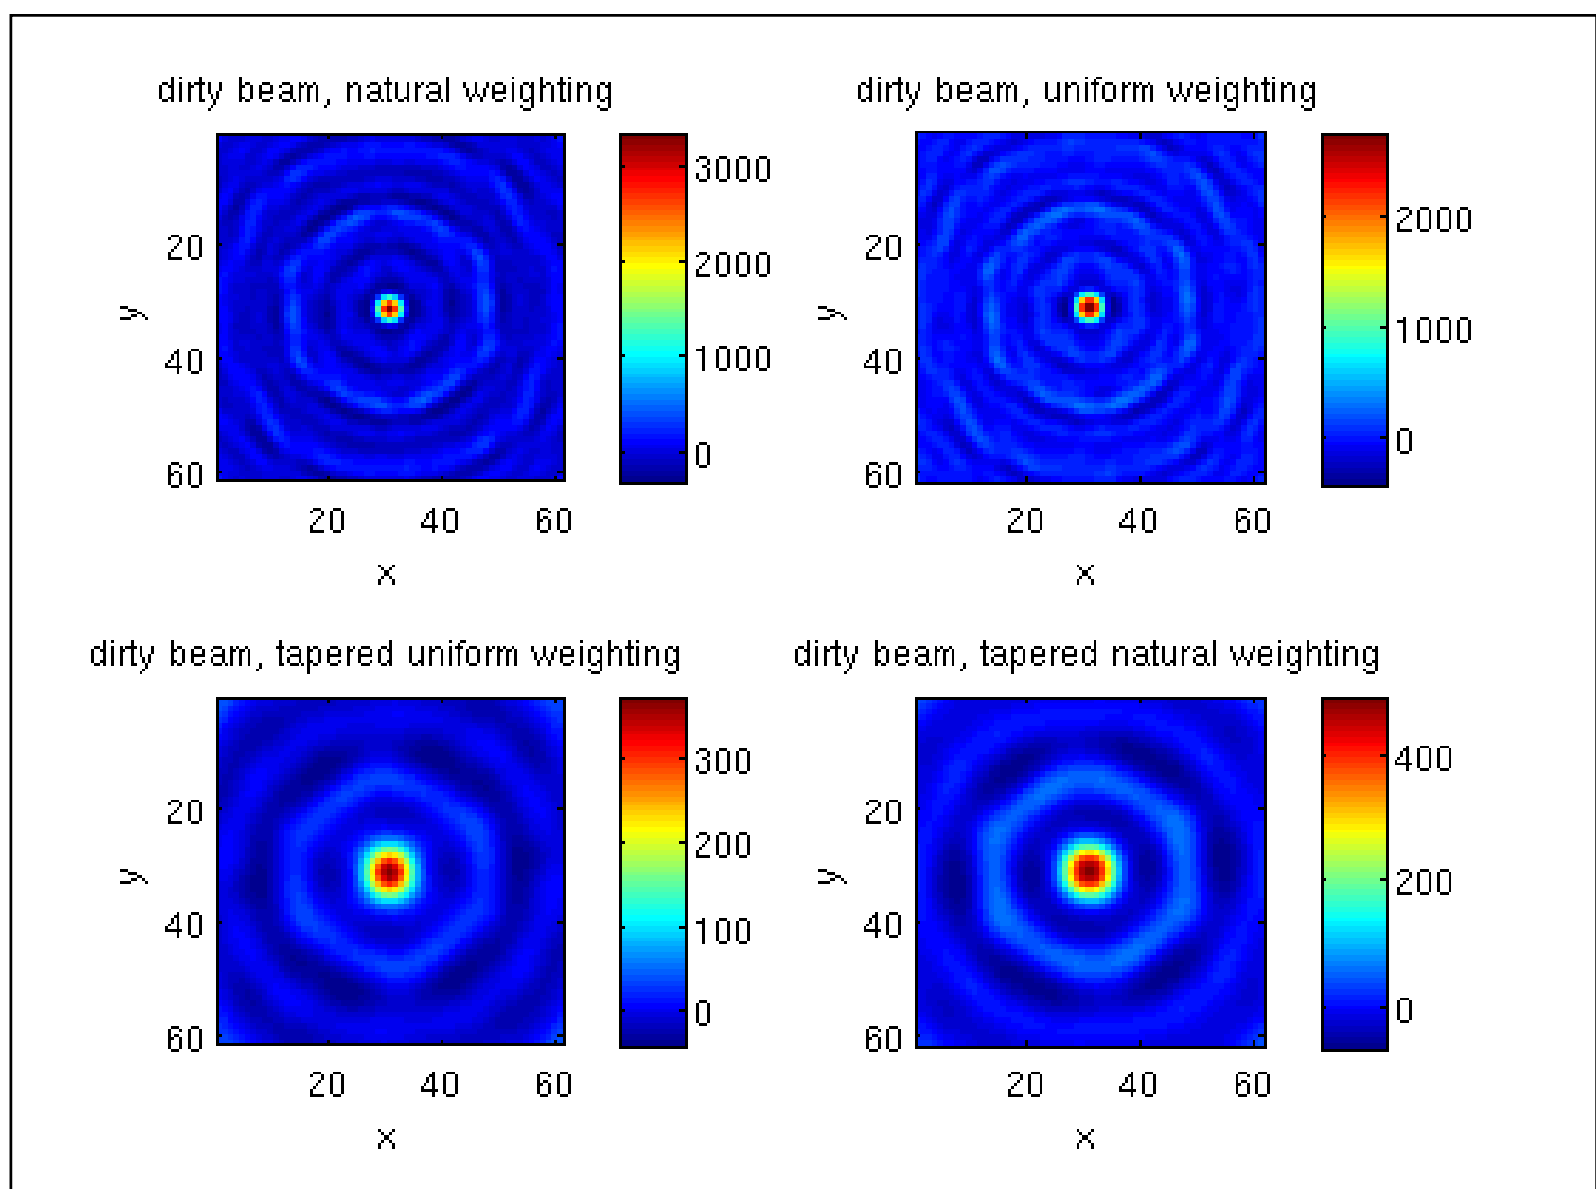 dirty beam, natural weighting
3000
2000
1000
0
20
40
60
y
20 40 60
x
dirty beam, uniform weighting
2000
1000
0
20
40
60
y
20 40 60
x
dirty beam, tapered uniform weighting
300
200
100
0
20
40
60
y
20 40 60
x
dirty beam, tapered natural weighting
400
200
0
20
40
60
y
20 40 60
x